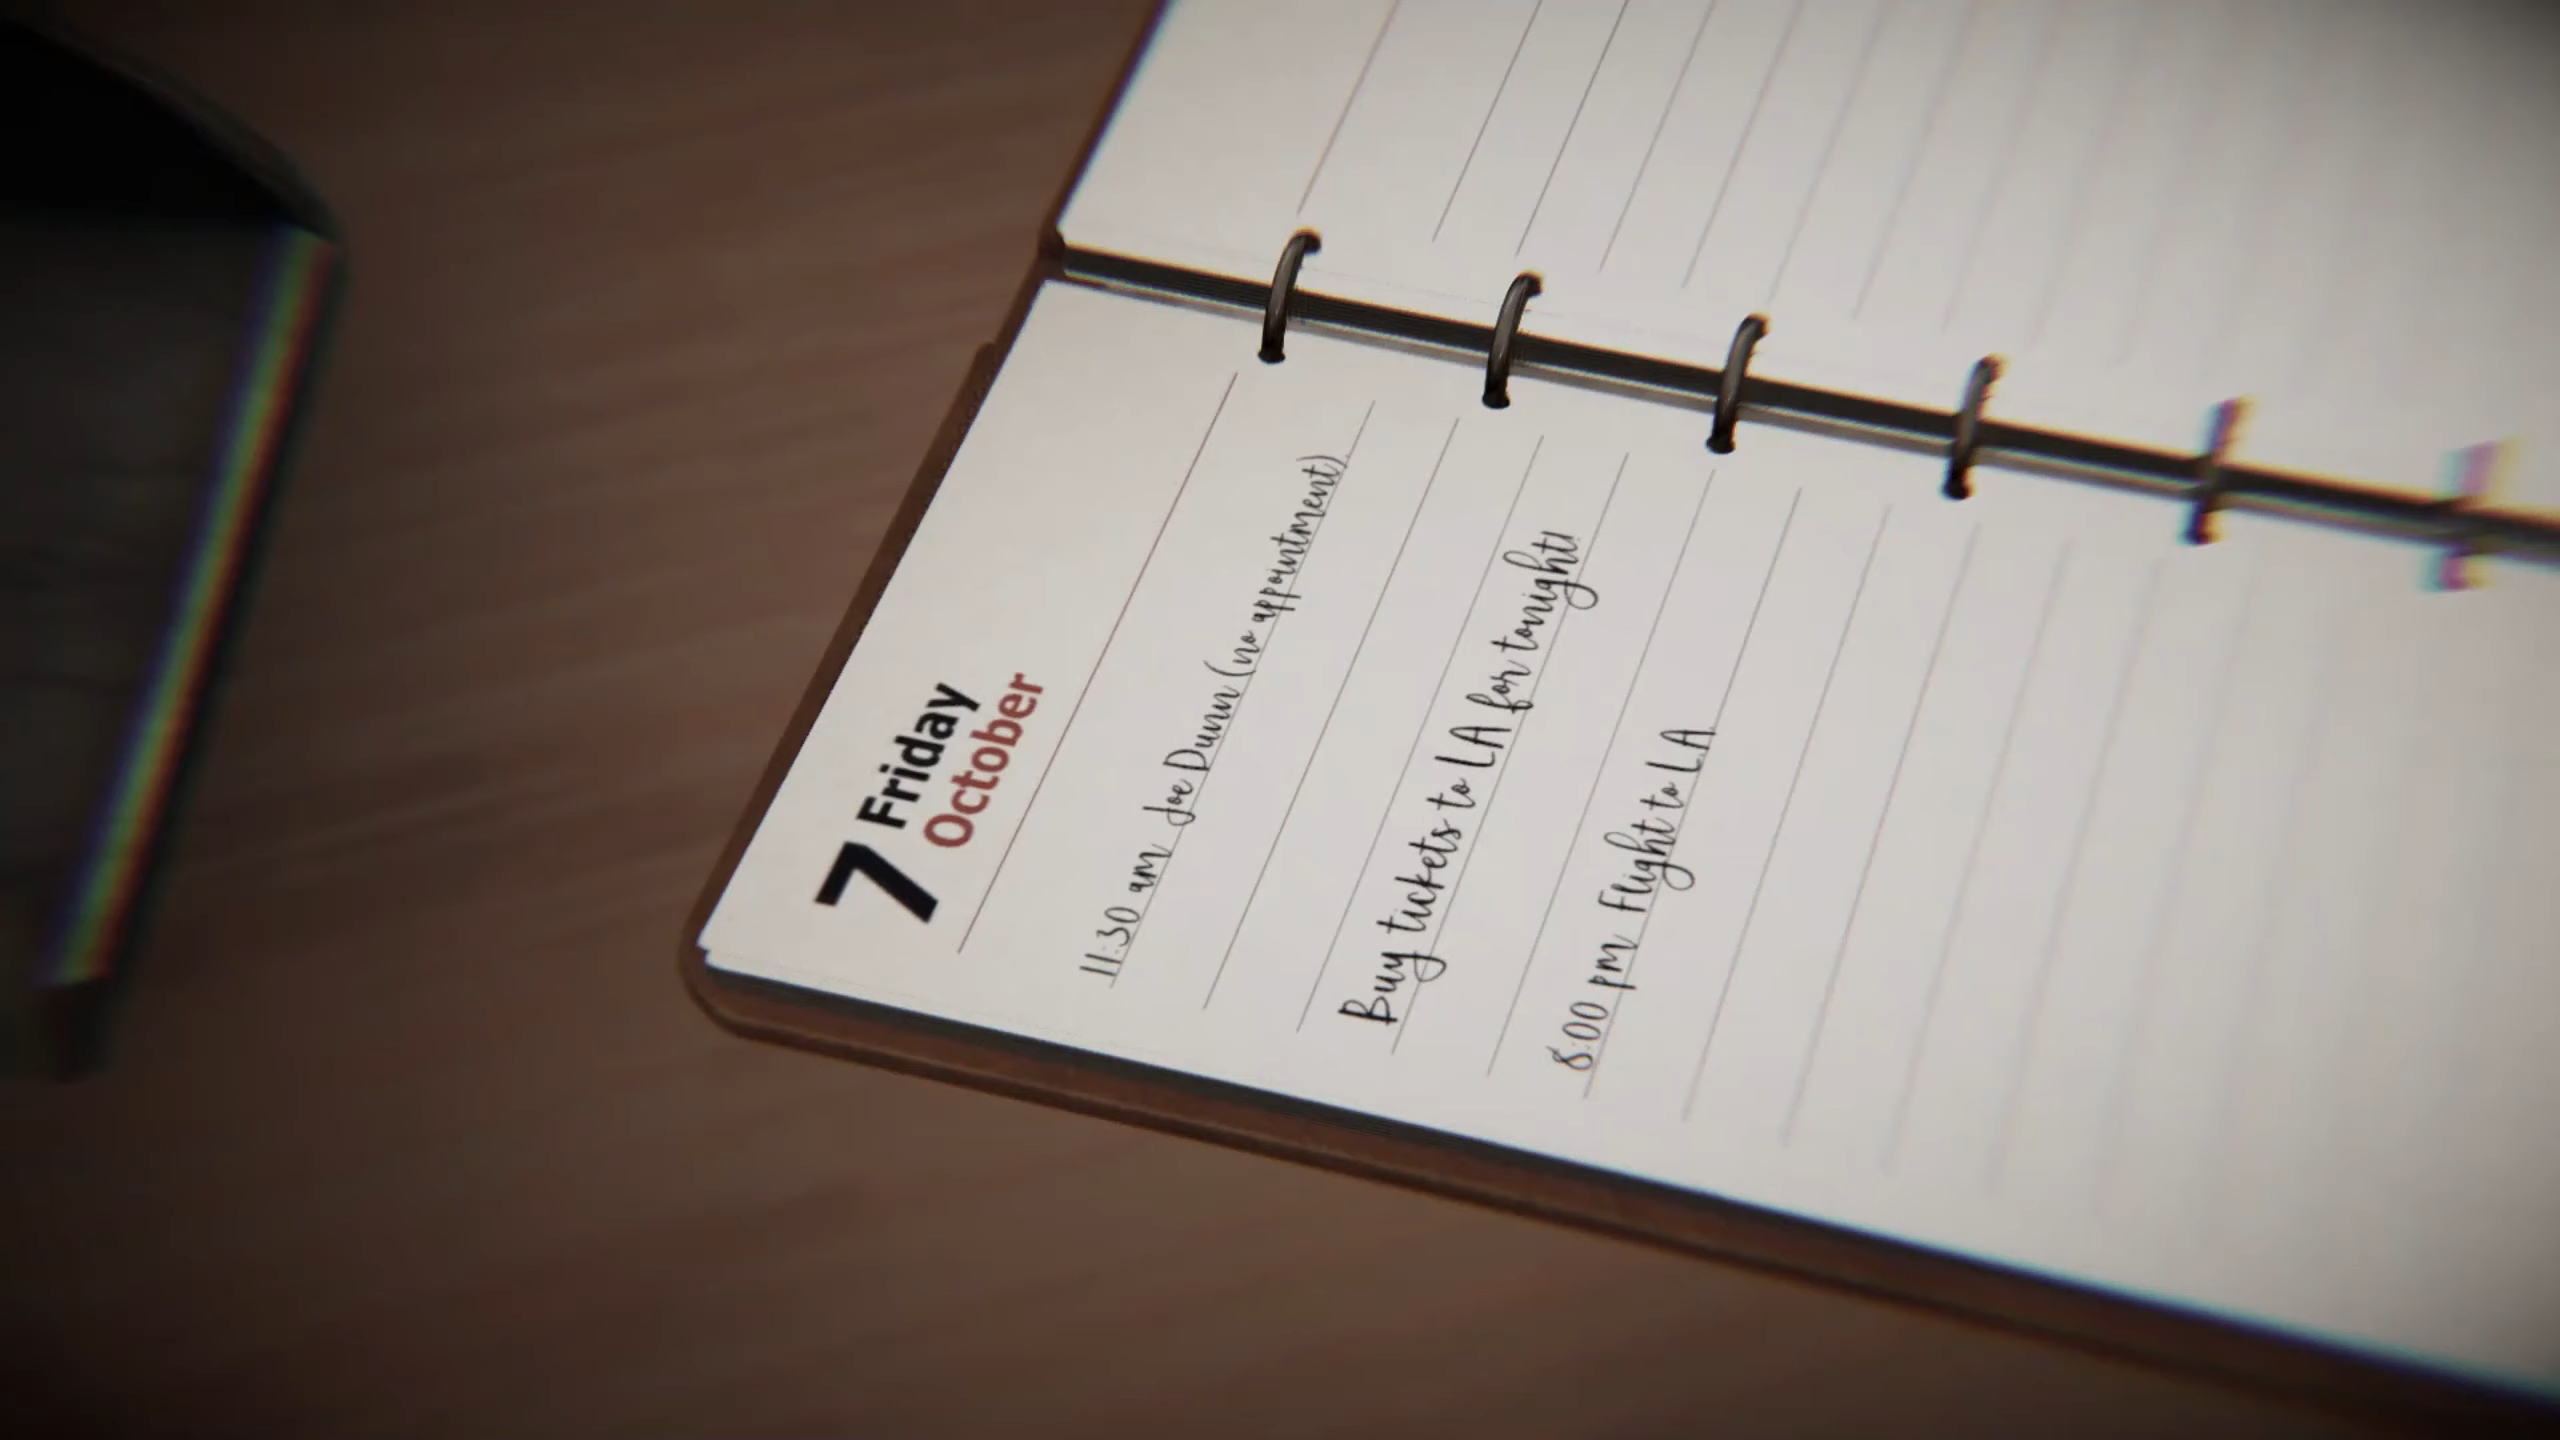 7 Friday
October
11:30 am Joe Dunn (no appointment)
Buy tickets to LA for tonight!
8:00 pm Flight to L.A.